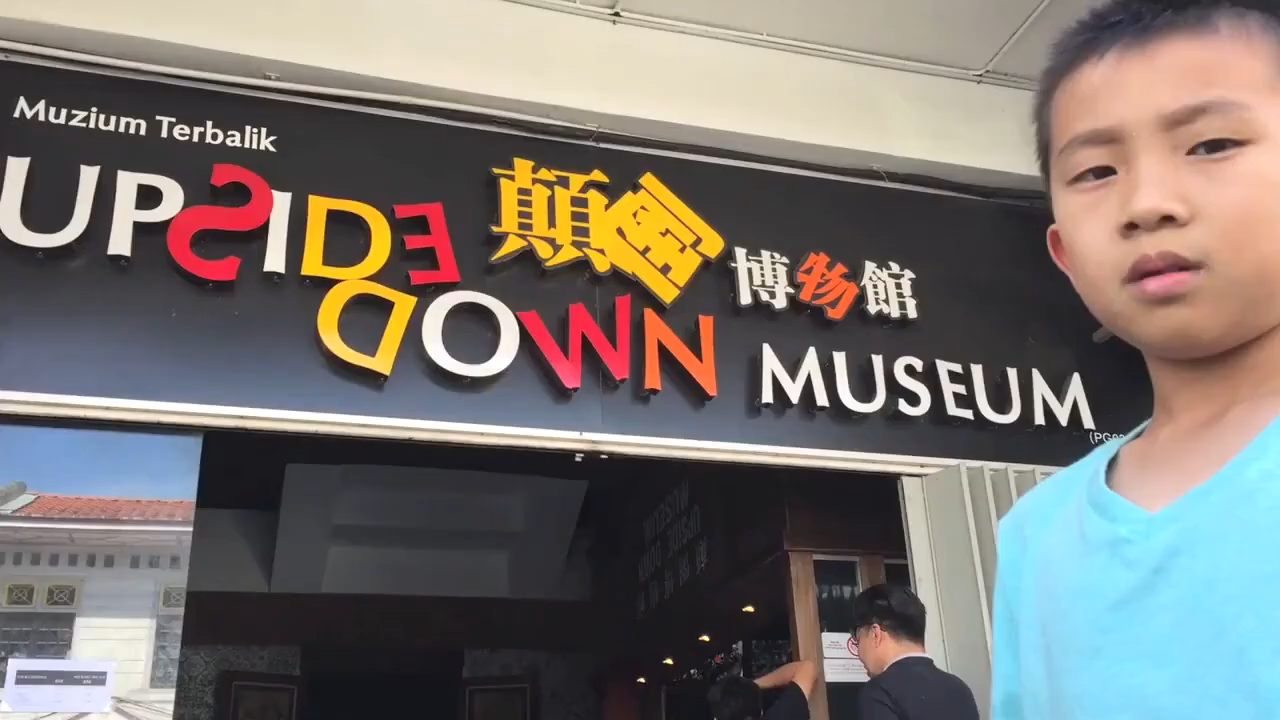 Muzium Terbalik
UPSIDE
DOWN
顛倒
博物館
MUSEUM